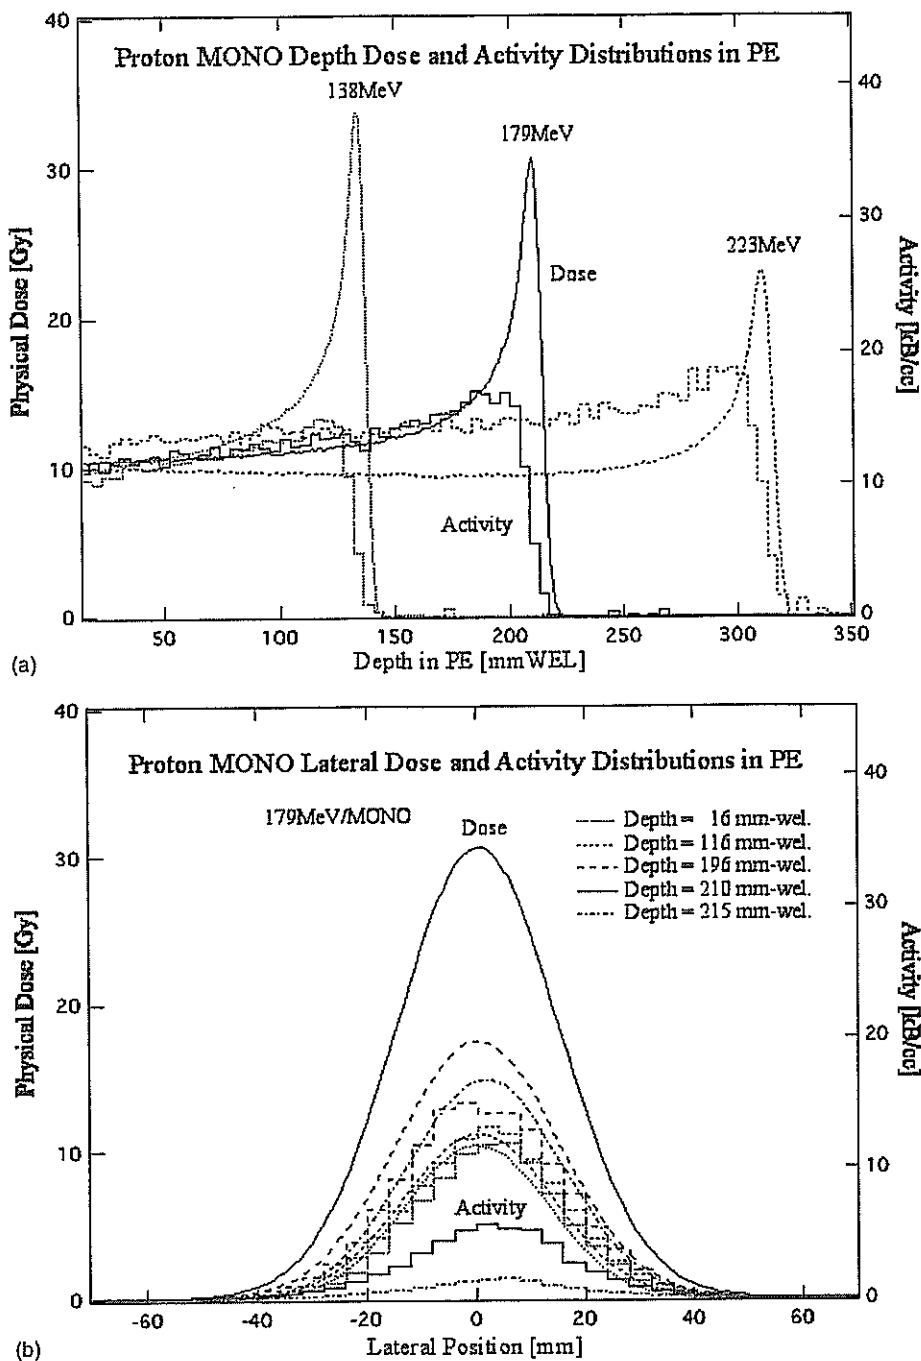 Proton MONO Depth Dose and Activity Distributions in PE
138MeV
179MeV
223MeV
Dose
Activity
Physical Dose [Gy]
40
30
20
10
0
Activity [kB/cc]
40
30
20
10
0
50
100
150
200
250
300
350
Depth in PE [mmWEL]
(a)
Proton MONO Lateral Dose and Activity Distributions in PE
179MeV/MONO
Dose
Depth = 16 mm-wel.
Depth = 116 mm-wel.
Depth = 196 mm-wel.
Depth = 210 mm-wel.
Depth = 215 mm-wel.
Activity
Physical Dose [Gy]
40
30
20
10
0
Activity [kB/cc]
40
30
20
10
0
-60
-40
-20
0
20
40
60
Lateral Position [mm]
(b)